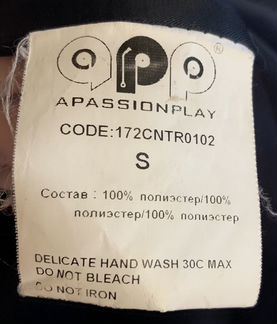 app
APASSIONPLAY
CODE:172CNTR0102
S
Состав : 100% полиэстер/100%
полиэстер/100% полиэстер
DELICATE HAND WASH 30C MAX
DO NOT BLEACH
DO NOT IRON